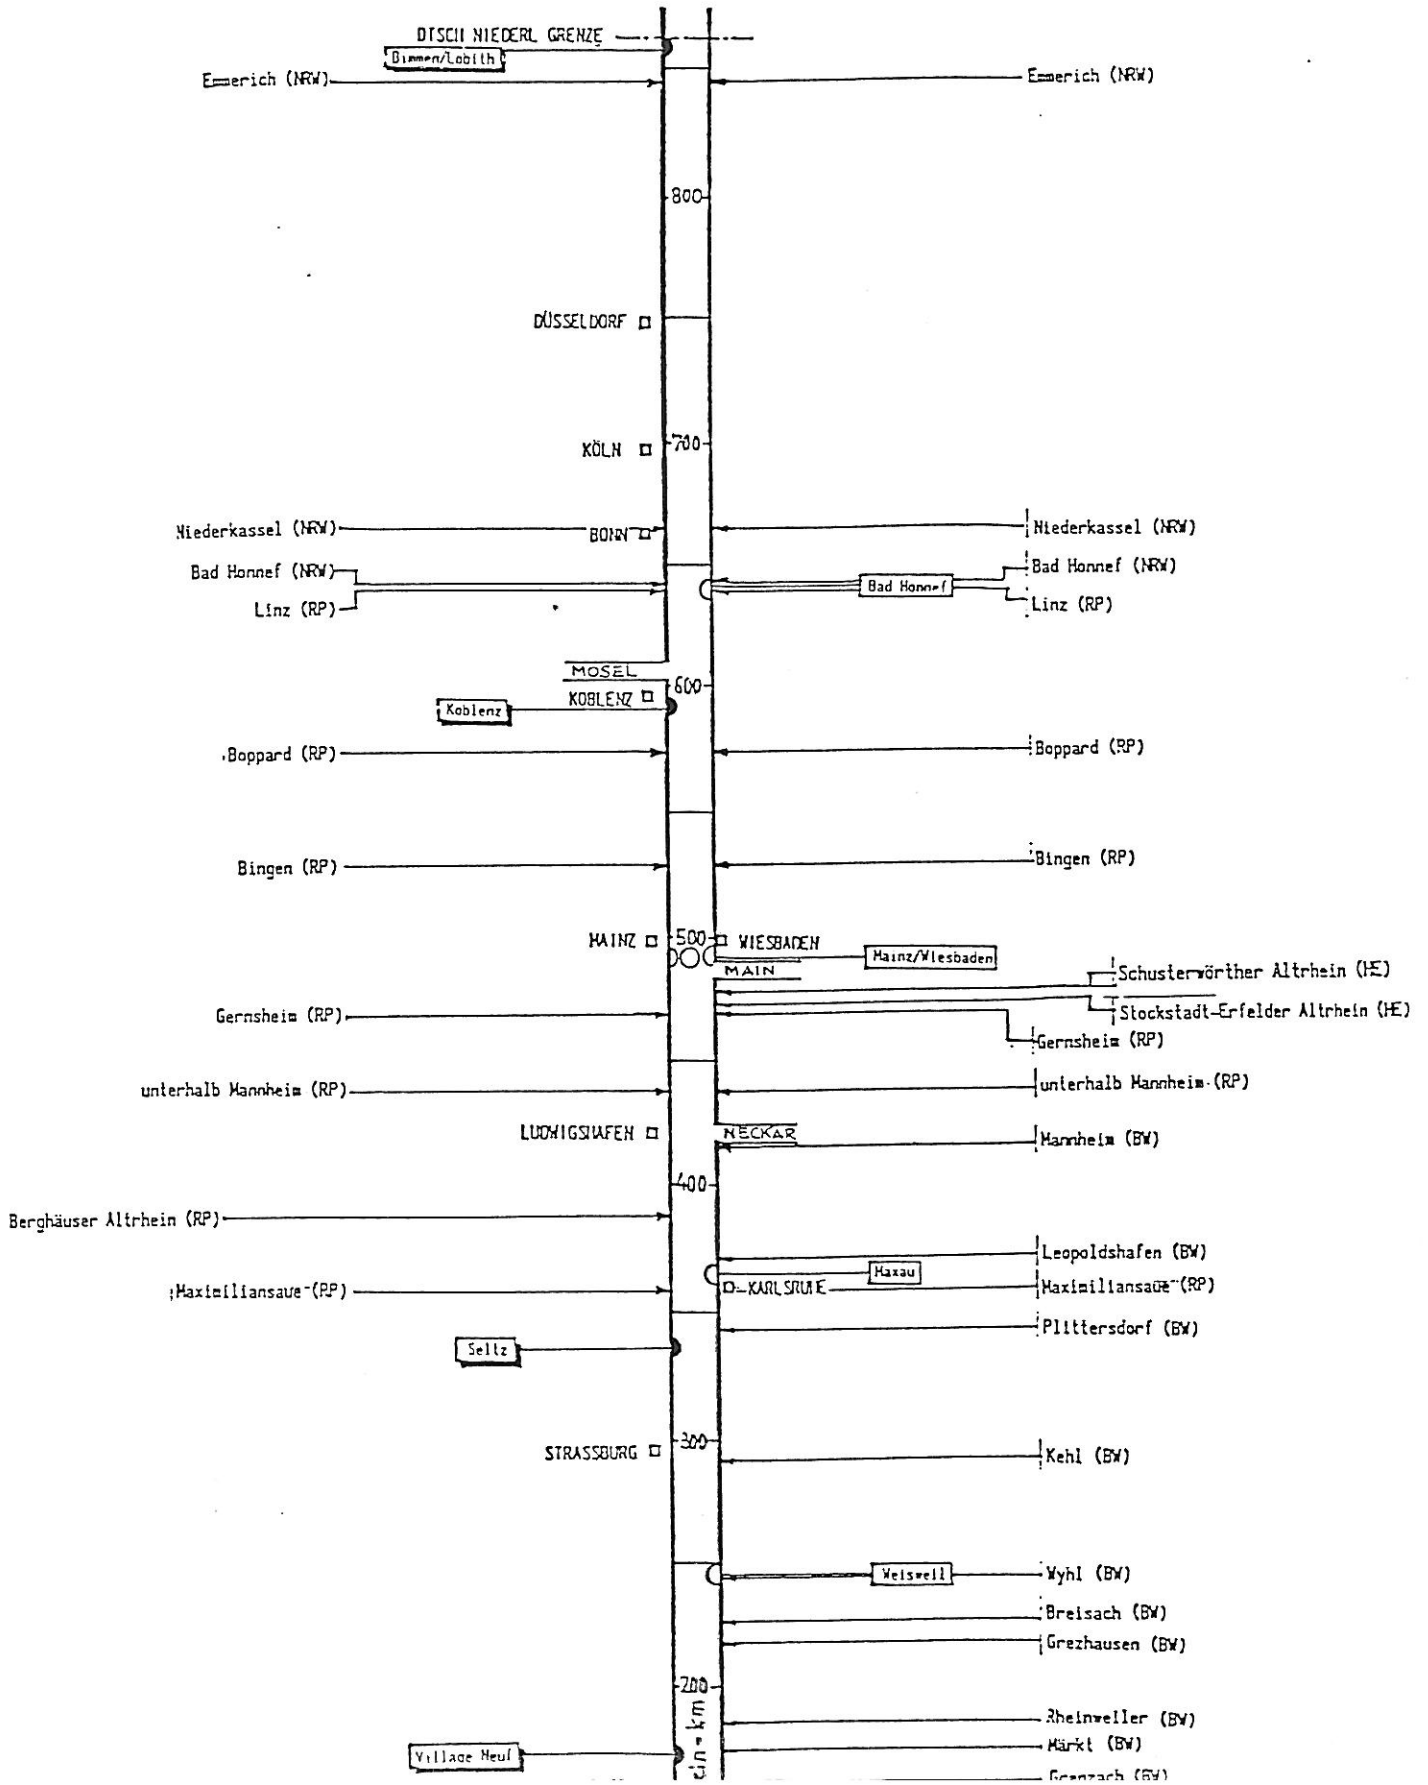 DTSCH NIEDERL GRENZE
Bimmen/Lobith
Emmerich (NRW)
Emmerich (NRW)
800
DÜSSELDORF
KÖLN
700
Niederkassel (NRW)
BONN
Niederkassel (NRW)
Bad Honnef (NRW)
Bad Honnef (NRW)
Bad Honnef
Linz (RP)
Linz (RP)
MOSEL
600
KOBLENZ
Koblenz
Boppard (RP)
Boppard (RP)
Bingen (RP)
Bingen (RP)
MAINZ
500
WIESBADEN
Mainz/Wiesbaden
MAIN
Schusterwörther Altrhein (HE)
Stockstadt-Erfelder Altrhein (HE)
Gernsheim (RP)
Gernsheim (RP)
unterhalb Mannheim (RP)
unterhalb Mannheim (RP)
LUDWIGSHAFEN
NECKAR
Mannheim (BW)
400
Berghäuser Altrhein (RP)
Leopoldshafen (BW)
Maxau
Maximiliansaue (RP)
KARLSRUHE
Maximiliansaue (RP)
Plittersdorf (BW)
Seltz
300
STRASSBURG
Kehl (BW)
Weisweil
Wyhl (BW)
Breisach (BW)
Grezhausen (BW)
200
ein-km
Rheinweiler (BW)
Märkt (BW)
Village Neuf
Grenzach (BW)